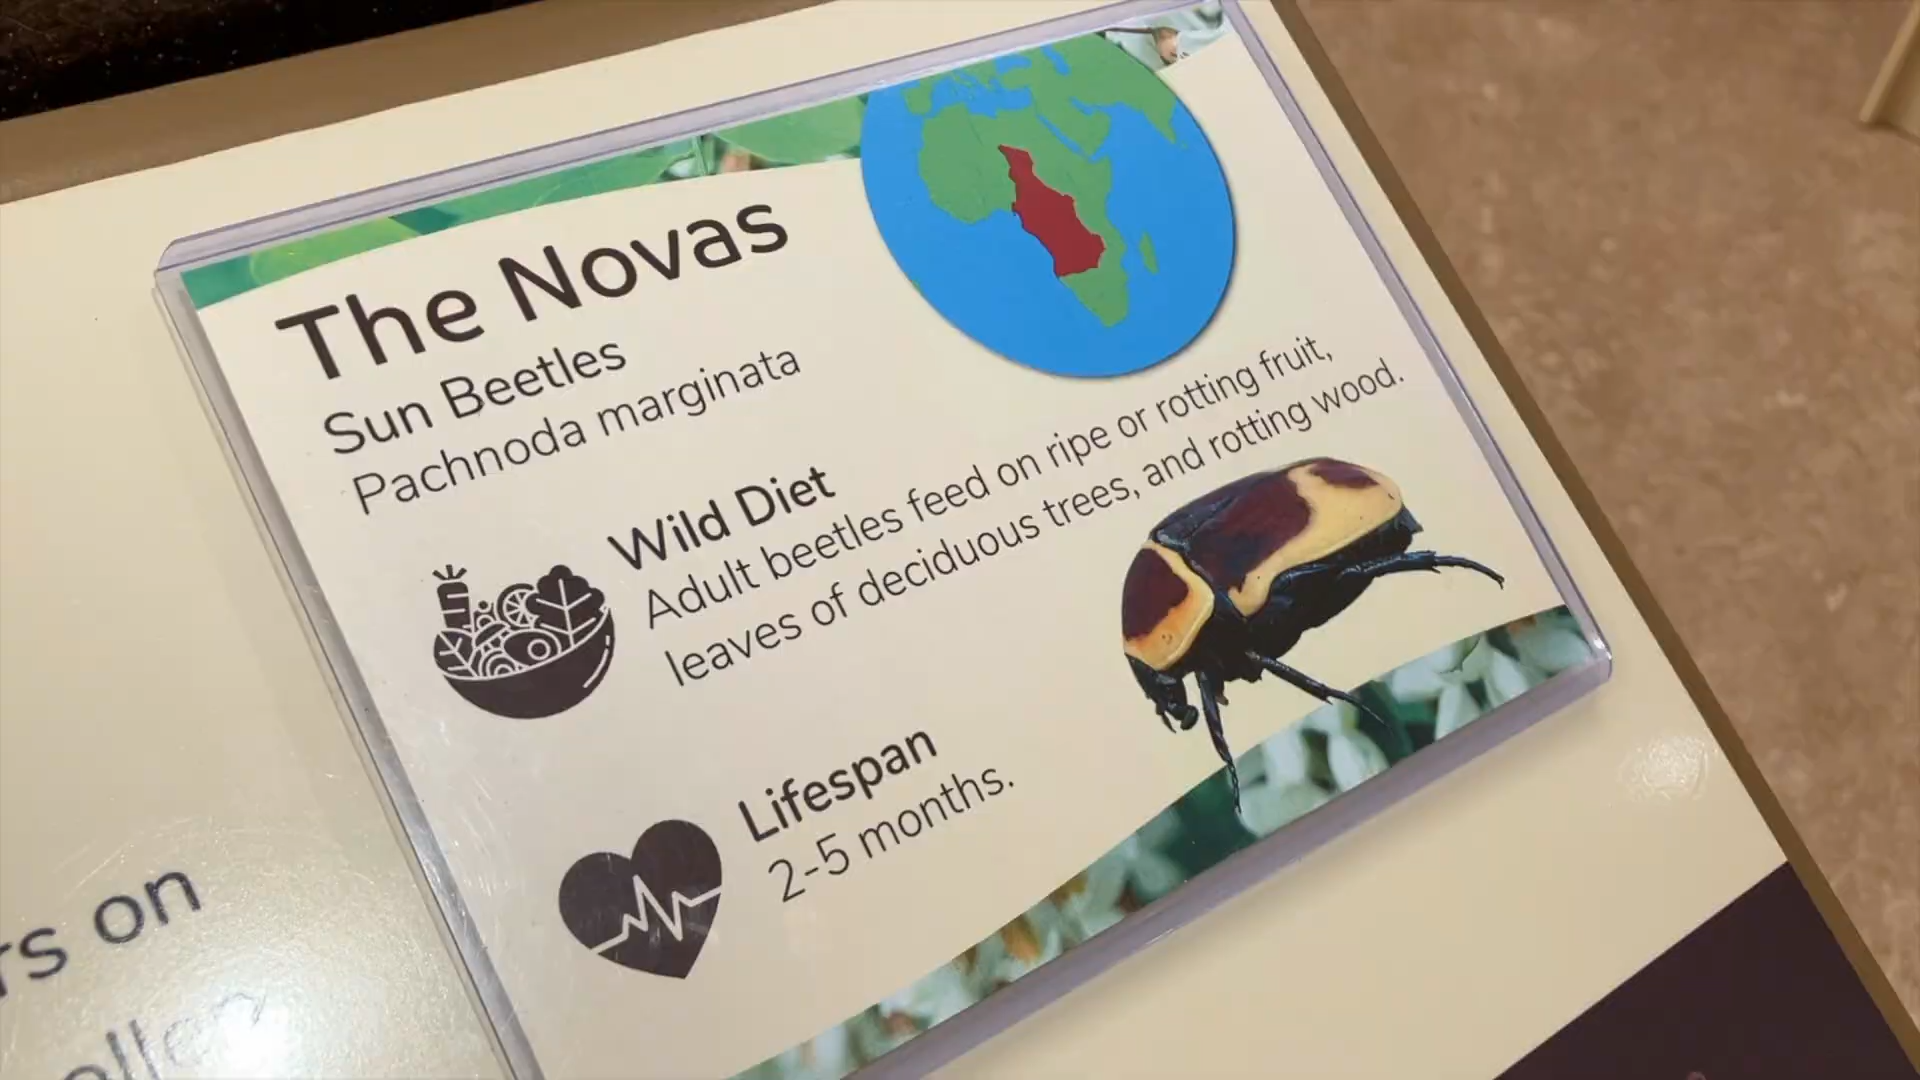 The Novas
Sun Beetles
Pachnoda marginata
Wild Diet
Adult beetles feed on ripe or rotting fruit,
leaves of deciduous trees, and rotting wood.
Lifespan
2-5 months.
rs on